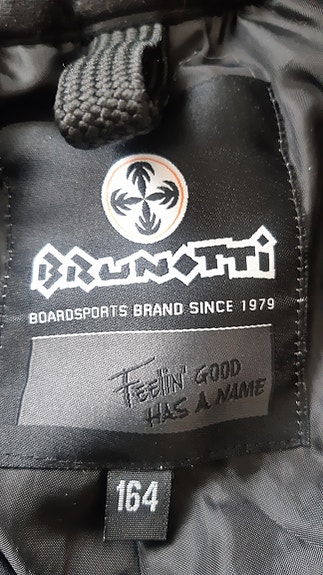 BRUNOTTI
BOARDSPORTS BRAND SINCE 1979
Feelin' GOOD
HAS A NAME
164